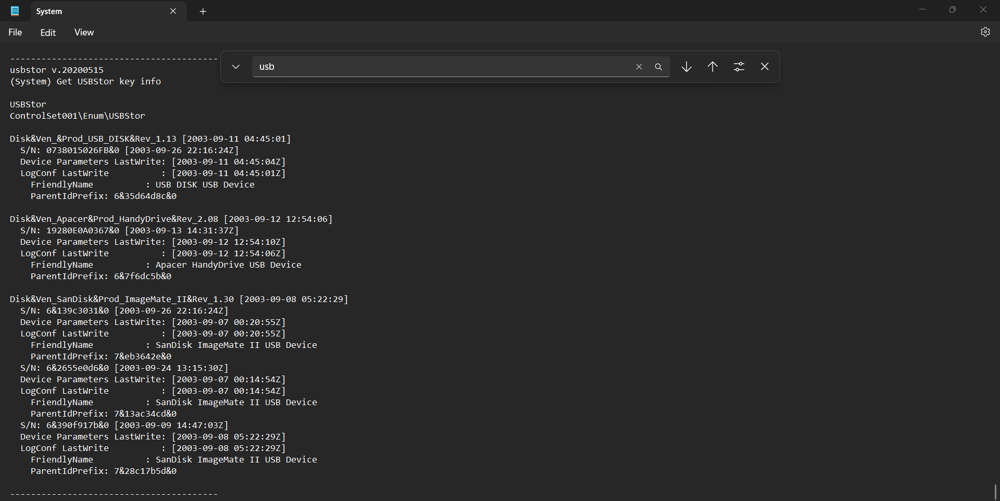 System
File Edit View
usb
----------------------------------------
usbstor v.20200515
(System) Get USBStor key info
USBStor
ControlSet001\Enum\USBStor
Disk&Ven_&Prod_USB_DISK&Rev_1.13 [2003-09-11 04:45:01]
S/N: 0738015026FB&0 [2003-09-26 22:16:24Z]
Device Parameters LastWrite: [2003-09-11 04:45:04Z]
LogConf LastWrite          : [2003-09-11 04:45:01Z]
FriendlyName          : USB DISK USB Device
ParentIdPrefix: 6&35d64d8c&0
Disk&Ven_Apacer&Prod_HandyDrive&Rev_2.08 [2003-09-12 12:54:06]
S/N: 19280E0A0367&0 [2003-09-13 14:31:37Z]
Device Parameters LastWrite: [2003-09-12 12:54:10Z]
LogConf LastWrite          : [2003-09-12 12:54:06Z]
FriendlyName          : Apacer HandyDrive USB Device
ParentIdPrefix: 6&7f6dc5b&0
Disk&Ven_SanDisk&Prod_ImageMate_II&Rev_1.30 [2003-09-08 05:22:29]
S/N: 6&139c3031&0 [2003-09-26 22:16:24Z]
Device Parameters LastWrite: [2003-09-07 00:20:55Z]
LogConf LastWrite          : [2003-09-07 00:20:55Z]
FriendlyName          : SanDisk ImageMate II USB Device
ParentIdPrefix: 7&eb3642e&0
S/N: 6&2655e0d6&0 [2003-09-24 13:15:30Z]
Device Parameters LastWrite: [2003-09-07 00:14:54Z]
LogConf LastWrite          : [2003-09-07 00:14:54Z]
FriendlyName          : SanDisk ImageMate II USB Device
ParentIdPrefix: 7&13ac34cd&0
S/N: 6&390f917b&0 [2003-09-09 14:47:03Z]
Device Parameters LastWrite: [2003-09-08 05:22:29Z]
LogConf LastWrite          : [2003-09-08 05:22:29Z]
FriendlyName          : SanDisk ImageMate II USB Device
ParentIdPrefix: 7&28c17b5d&0
----------------------------------------